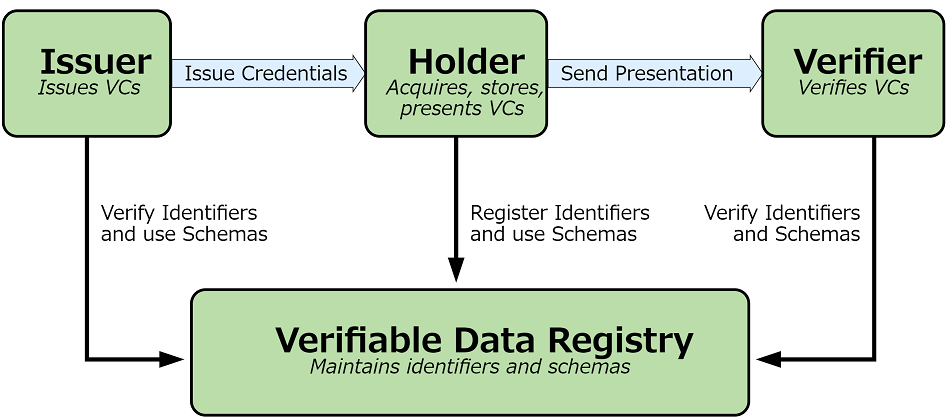 Issuer
Issues VCs
Issue Credentials
Holder
Acquires, stores,
presents VCs
Send Presentation
Verifier
Verifies VCs
Verify Identifiers
and use Schemas
Register Identifiers
and use Schemas
Verify Identifiers
and Schemas
Verifiable Data Registry
Maintains identifiers and schemas